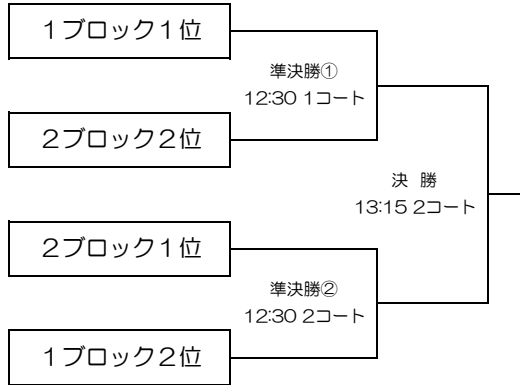 １ブロック１位
準決勝①
12:30 1コート
２ブロック２位
決 勝
13:15 2コート
２ブロック１位
準決勝②
12:30 2コート
１ブロック２位